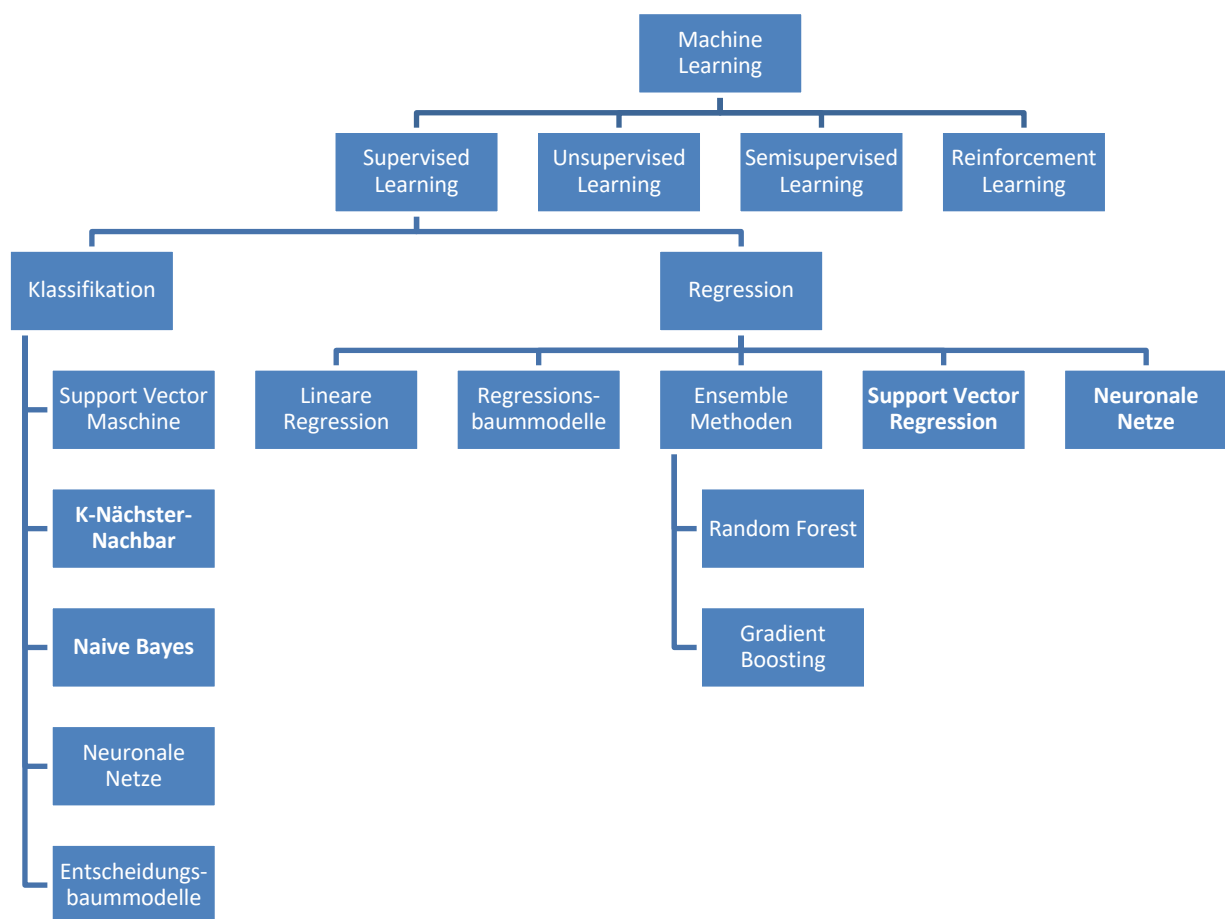 Machine
Learning
Supervised
Learning
Unsupervised
Learning
Semisupervised
Learning
Reinforcement
Learning
Klassifikation
Regression
Support Vector
Maschine
Lineare
Regression
Regressions-
baummodelle
Ensemble
Methoden
Support Vector
Regression
Neuronale
Netze
K-Nächster-
Nachbar
Random Forest
Naive Bayes
Gradient
Boosting
Neuronale
Netze
Entscheidungs-
baummodelle